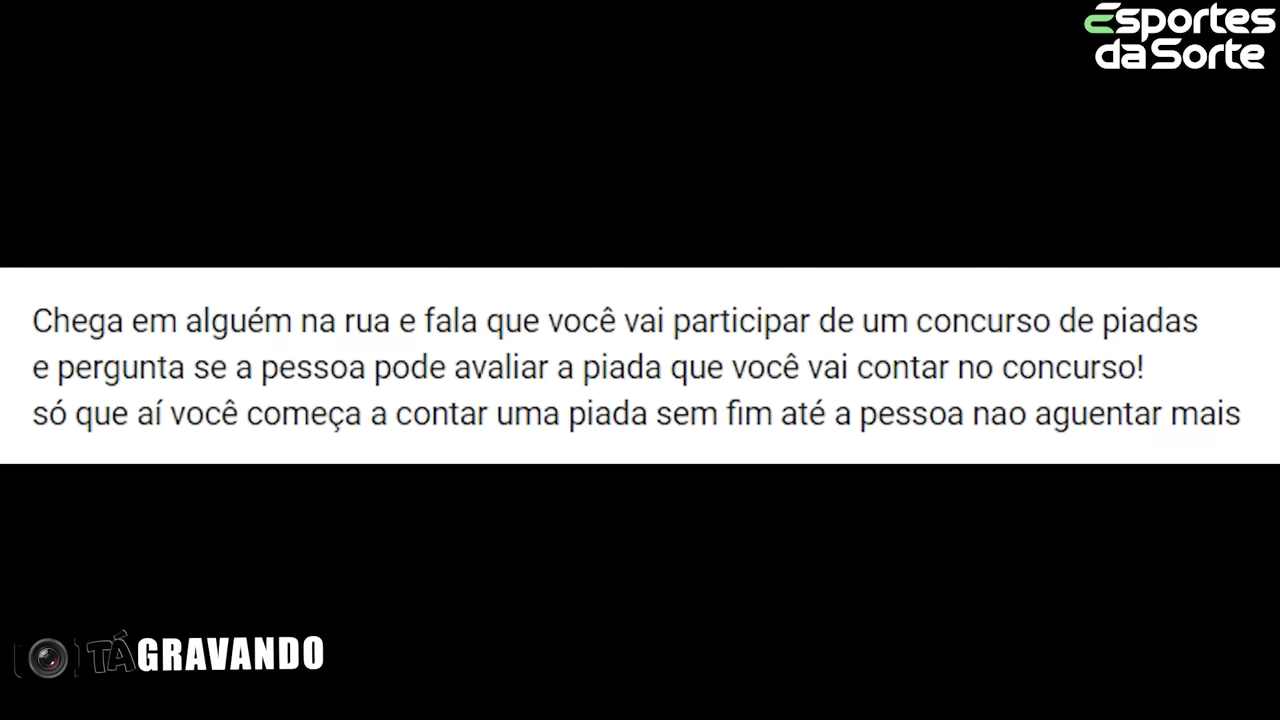 Esportes
da Sorte
Chega em alguém na rua e fala que você vai participar de um concurso de piadas
e pergunta se a pessoa pode avaliar a piada que você vai contar no concurso!
só que aí você começa a contar uma piada sem fim até a pessoa nao aguentar mais
TÁ GRAVANDO